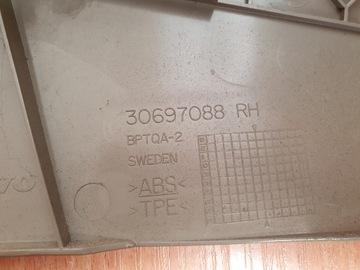 30697088 RH
BPTQA-2
SWEDEN
>ABS<
>TPE<